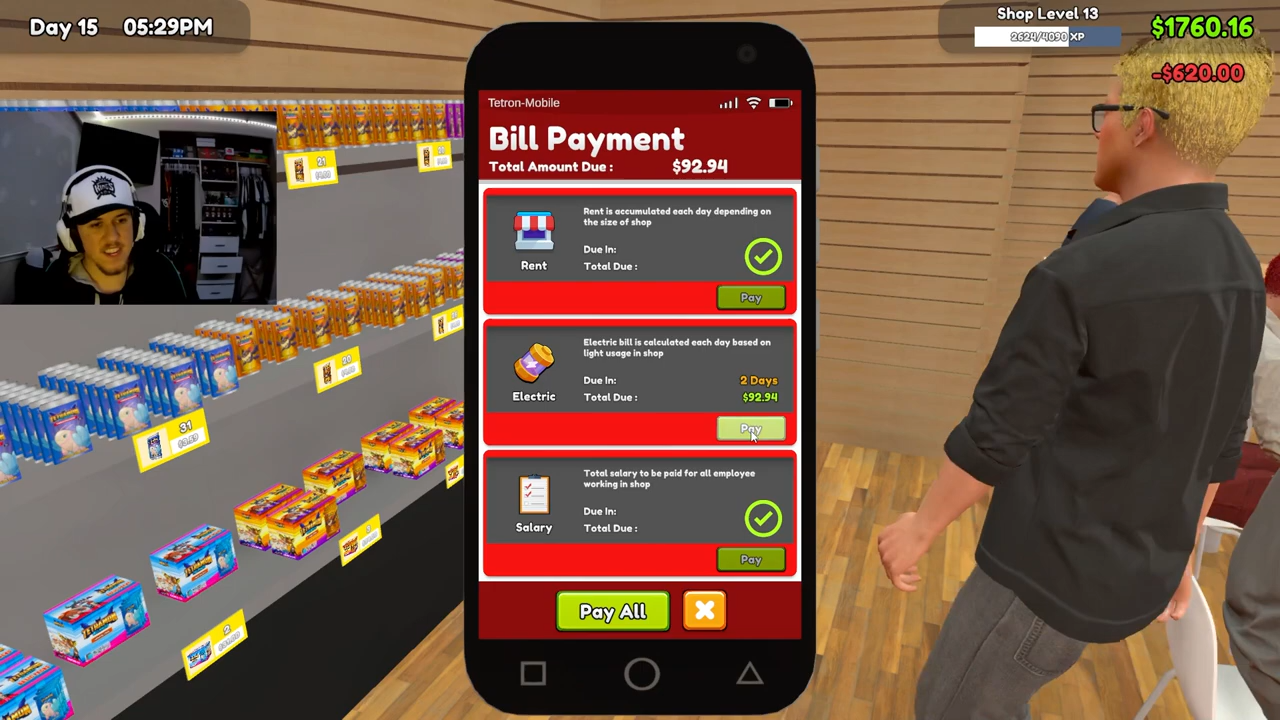 Day 15 05:29PM
Shop Level 13
2624/4090 XP
$1760.16
-$620.00
Tetron-Mobile
Bill Payment
Total Amount Due : $92.94
Rent is accumulated each day depending on
the size of shop
Due In:
Total Due :
Rent
Pay
Electric bill is calculated each day based on
light usage in shop
Due In: 2 Days
Total Due : $92.94
Electric
Pay
Total salary to be paid for all employee
working in shop
Due In:
Total Due :
Salary
Pay
Pay All
21
20
31
2